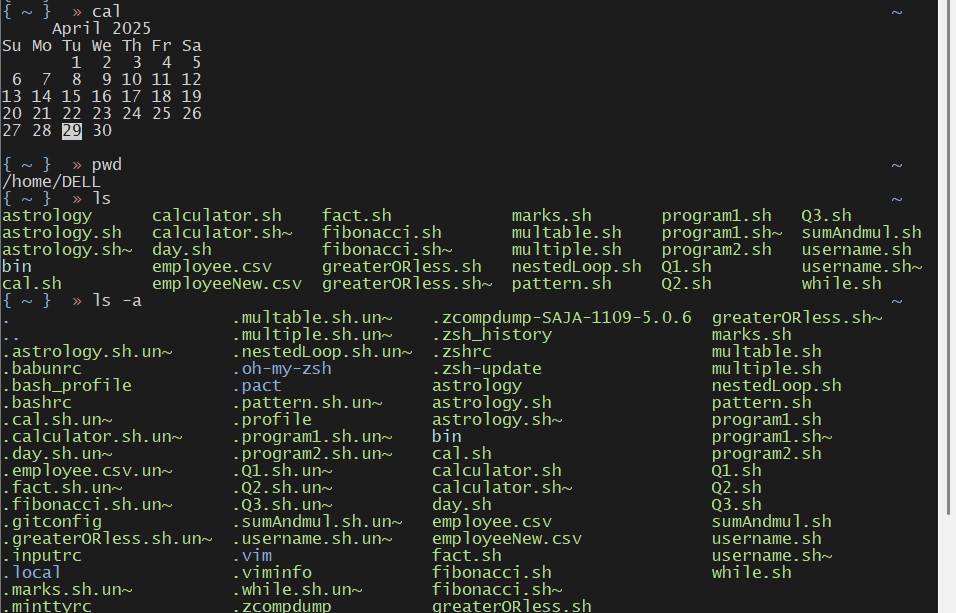 { ~ }  » cal                                                                             ~
     April 2025
Su Mo Tu We Th Fr Sa
       1  2  3  4  5
 6  7  8  9 10 11 12
13 14 15 16 17 18 19
20 21 22 23 24 25 26
27 28 29 30
{ ~ }  » pwd                                                                             ~
/home/DELL
{ ~ }  » ls                                                                              ~
astrology      calculator.sh    fact.sh            marks.sh       program1.sh   Q3.sh
astrology.sh   calculator.sh~   fibonacci.sh       multable.sh    program1.sh~  sumAndmul.sh
astrology.sh~  day.sh           fibonacci.sh~      multiple.sh    program2.sh   username.sh
bin            employee.csv     greaterORless.sh   nestedLoop.sh  Q1.sh         username.sh~
cal.sh         employeeNew.csv  greaterORless.sh~  pattern.sh     Q2.sh         while.sh
{ ~ }  » ls -a                                                                           ~
.                      .multable.sh.un~    .zcompdump-SAJA-1109-5.0.6  greaterORless.sh~
..                     .multiple.sh.un~    .zsh_history                marks.sh
.astrology.sh.un~      .nestedLoop.sh.un~  .zshrc                      multable.sh
.babunrc               .oh-my-zsh          .zsh-update                 multiple.sh
.bash_profile          .pact               astrology                   nestedLoop.sh
.bashrc                .pattern.sh.un~     astrology.sh                pattern.sh
.cal.sh.un~            .profile            astrology.sh~               program1.sh
.calculator.sh.un~     .program1.sh.un~    bin                         program1.sh~
.day.sh.un~            .program2.sh.un~    cal.sh                      program2.sh
.employee.csv.un~      .Q1.sh.un~          calculator.sh               Q1.sh
.fact.sh.un~           .Q2.sh.un~          calculator.sh~              Q2.sh
.fibonacci.sh.un~      .Q3.sh.un~          day.sh                      Q3.sh
.gitconfig             .sumAndmul.sh.un~   employee.csv                sumAndmul.sh
.greaterORless.sh.un~  .username.sh.un~    employeeNew.csv             username.sh
.inputrc               .vim                fact.sh                     username.sh~
.local                 .viminfo            fibonacci.sh                while.sh
.marks.sh.un~          .while.sh.un~       fibonacci.sh~
.minttyrc              .zcompdump          greaterORless.sh